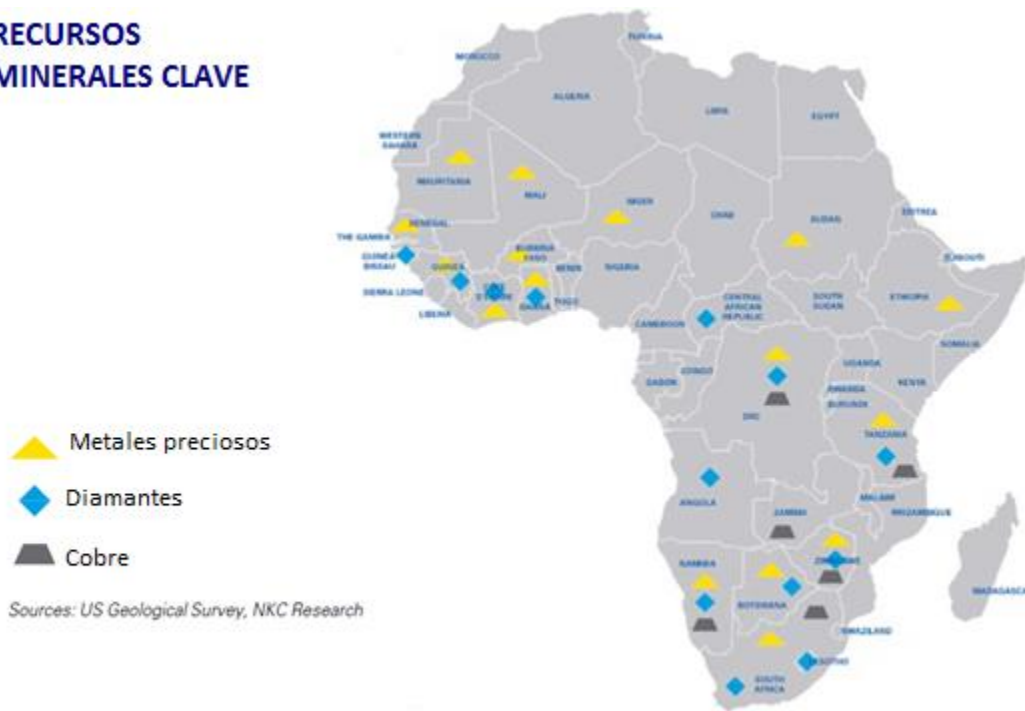 RECURSOS
MINERALES CLAVE
TUNISIA
MOROCCO
ALGERIA
LIBYA
EGYPT
WESTERN
SAHARA
MAURITANIA
MALI
NIGER
CHAD
SUDAN
ERITREA
SENEGAL
THE GAMBIA
GUINEA
BISSAU
GUINEA
BURKINA
FASO
BENIN
NIGERIA
DJIBOUTI
SIERRA LEONE
LIBERIA
GHANA
TOGO
CAMEROON
CENTRAL
AFRICAN
REPUBLIC
SOUTH
SUDAN
ETHIOPIA
SOMALIA
GABON
CONGO
UGANDA
KENYA
RWANDA
BURUNDI
DRC
TANZANIA
Metales preciosos
Diamantes
Cobre
ANGOLA
ZAMBIA
MALAWI
MOZAMBIQUE
NAMIBIA
BOTSWANA
MADAGASCAR
SWAZILAND
LESOTHO
SOUTH
AFRICA
Sources: US Geological Survey, NKC Research